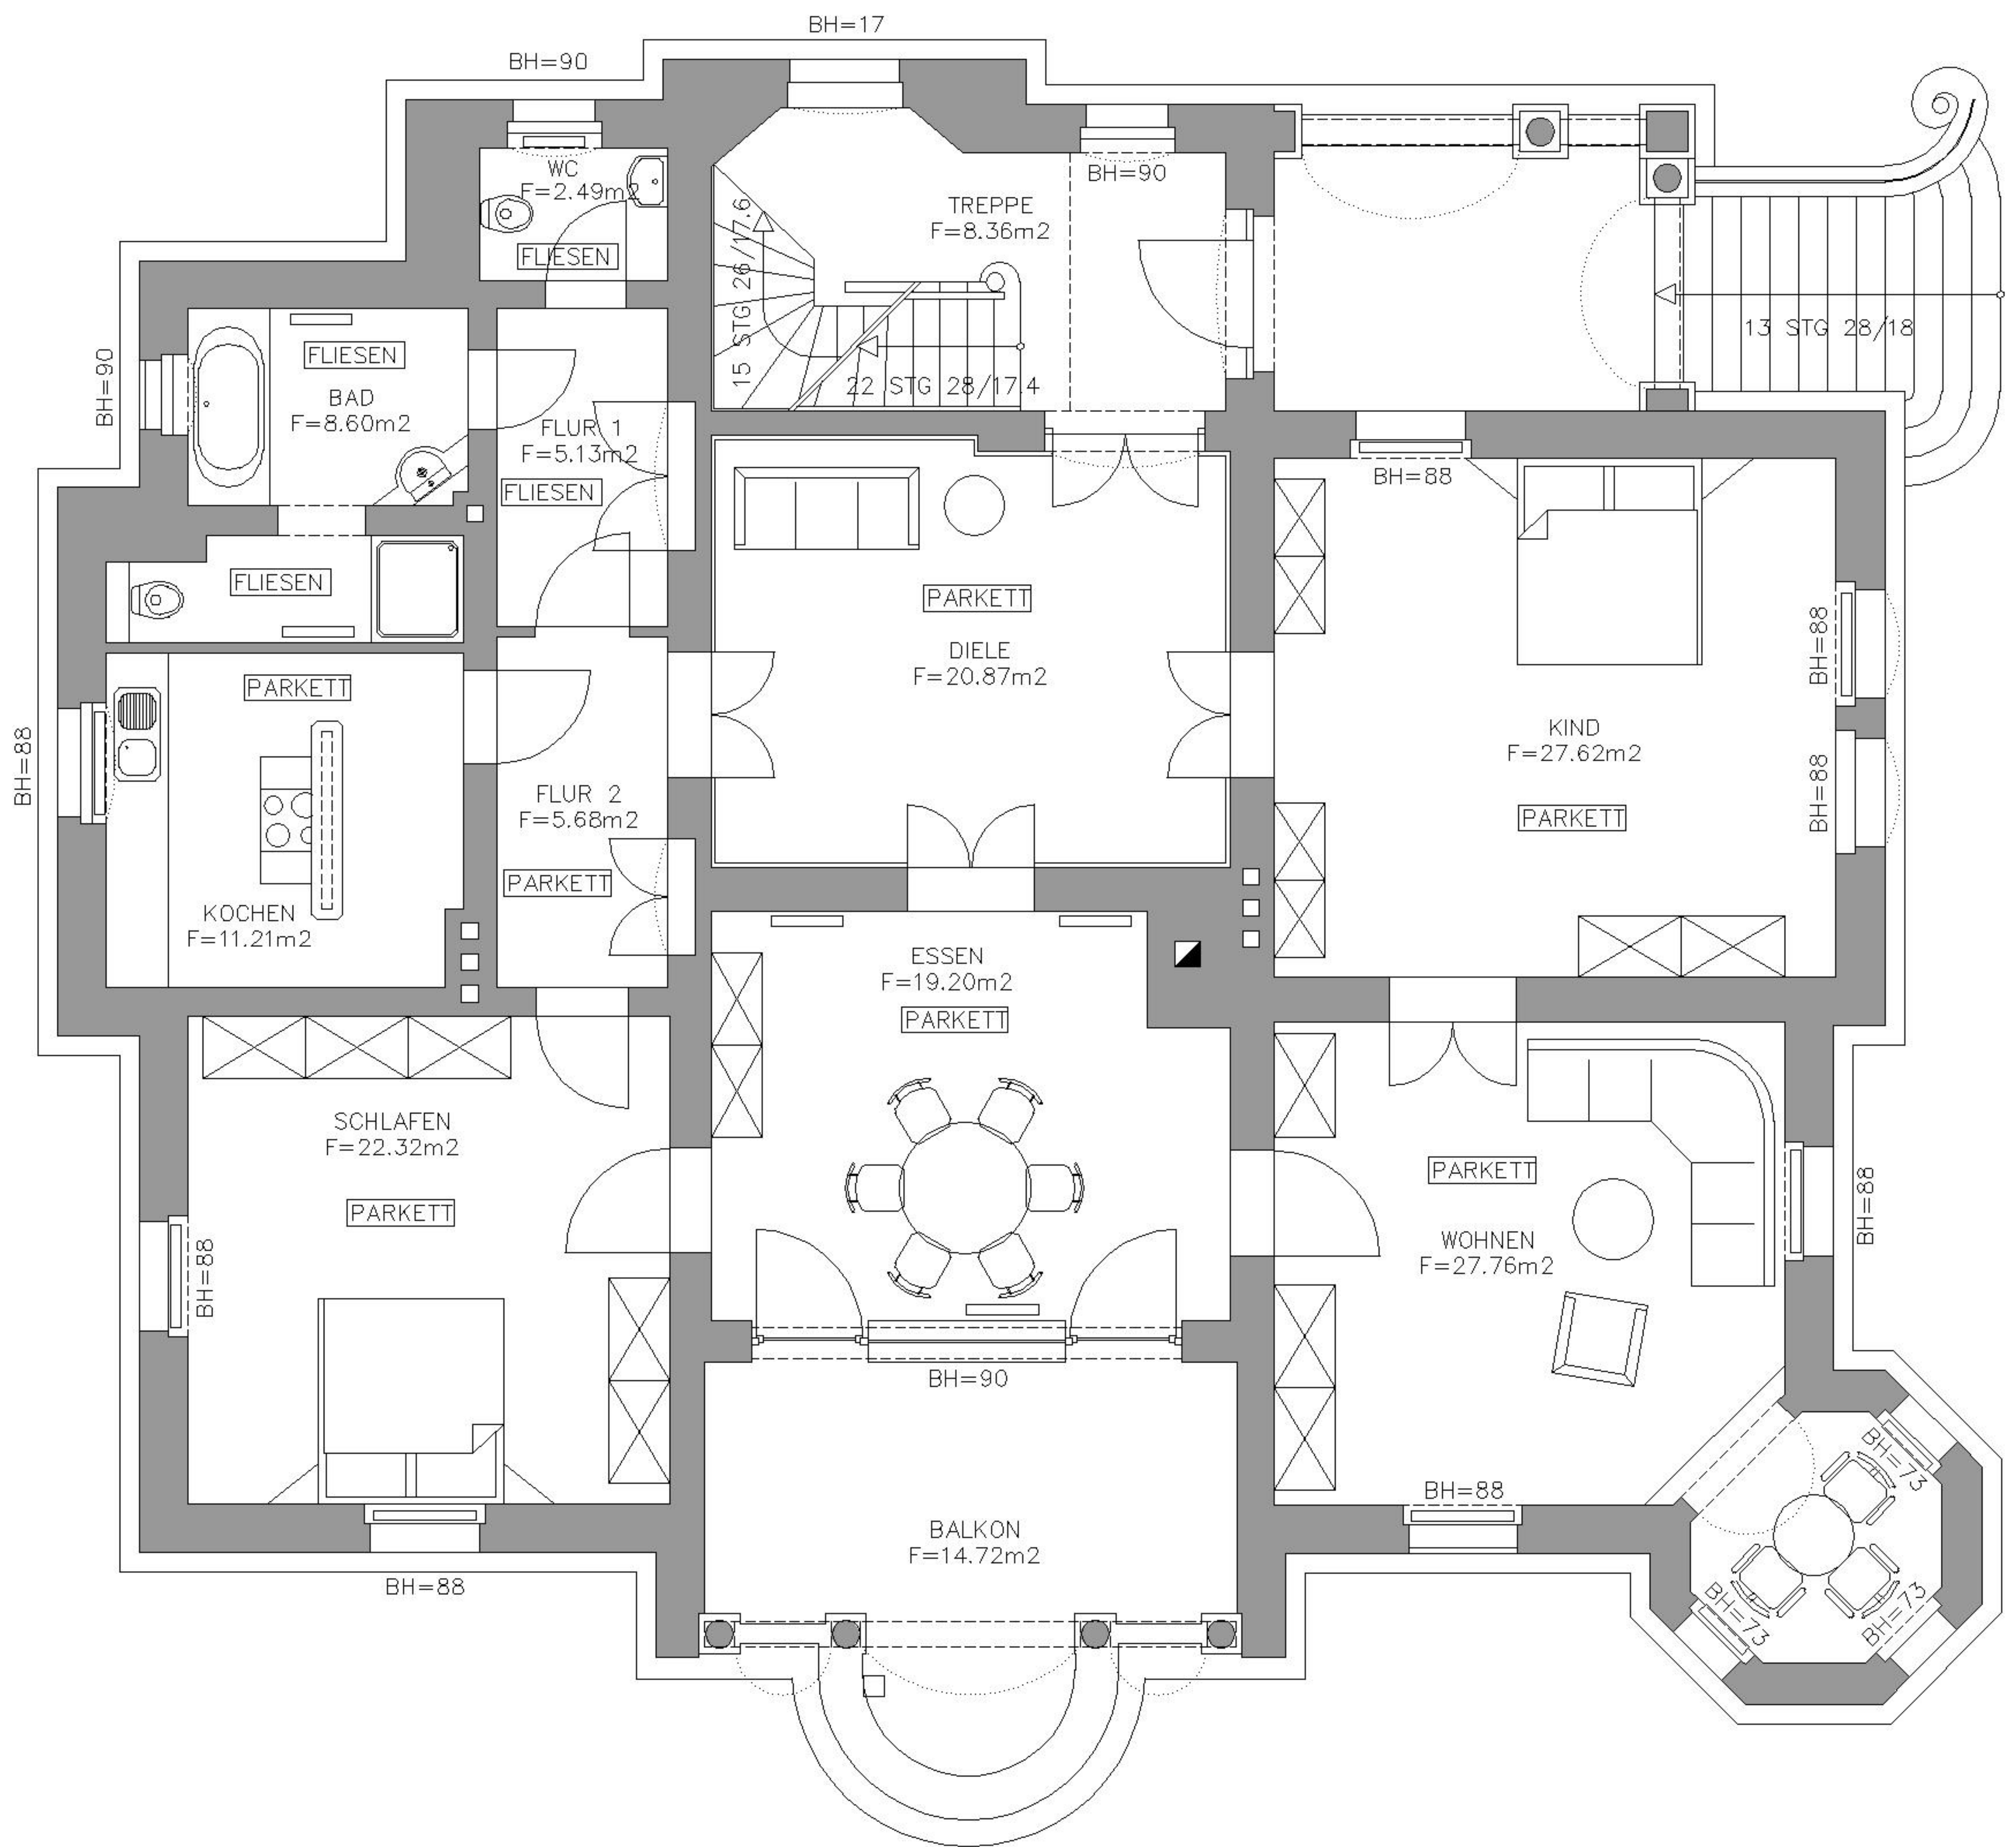 BH=17
BH=90
WC
F=2.49m2
FLIESEN
BH=90
TREPPE
F=8.36m2
15 STG 26/17.6
22 STG 28/17.4
13 STG 28/18
BH=90
FLIESEN
BAD
F=8.60m2
FLUR 1
F=5.13m2
FLIESEN
BH=88
FLIESEN
PARKETT
DIELE
F=20.87m2
BH=88
KIND
F=27.62m2
PARKETT
BH=88
BH=88
PARKETT
KOCHEN
F=11.21m2
FLUR 2
F=5.68m2
PARKETT
ESSEN
F=19.20m2
PARKETT
SCHLAFEN
F=22.32m2
PARKETT
BH=88
PARKETT
WOHNEN
F=27.76m2
BH=88
BH=90
BH=88
BH=73
BH=73
BH=73
BALKON
F=14.72m2
BH=88